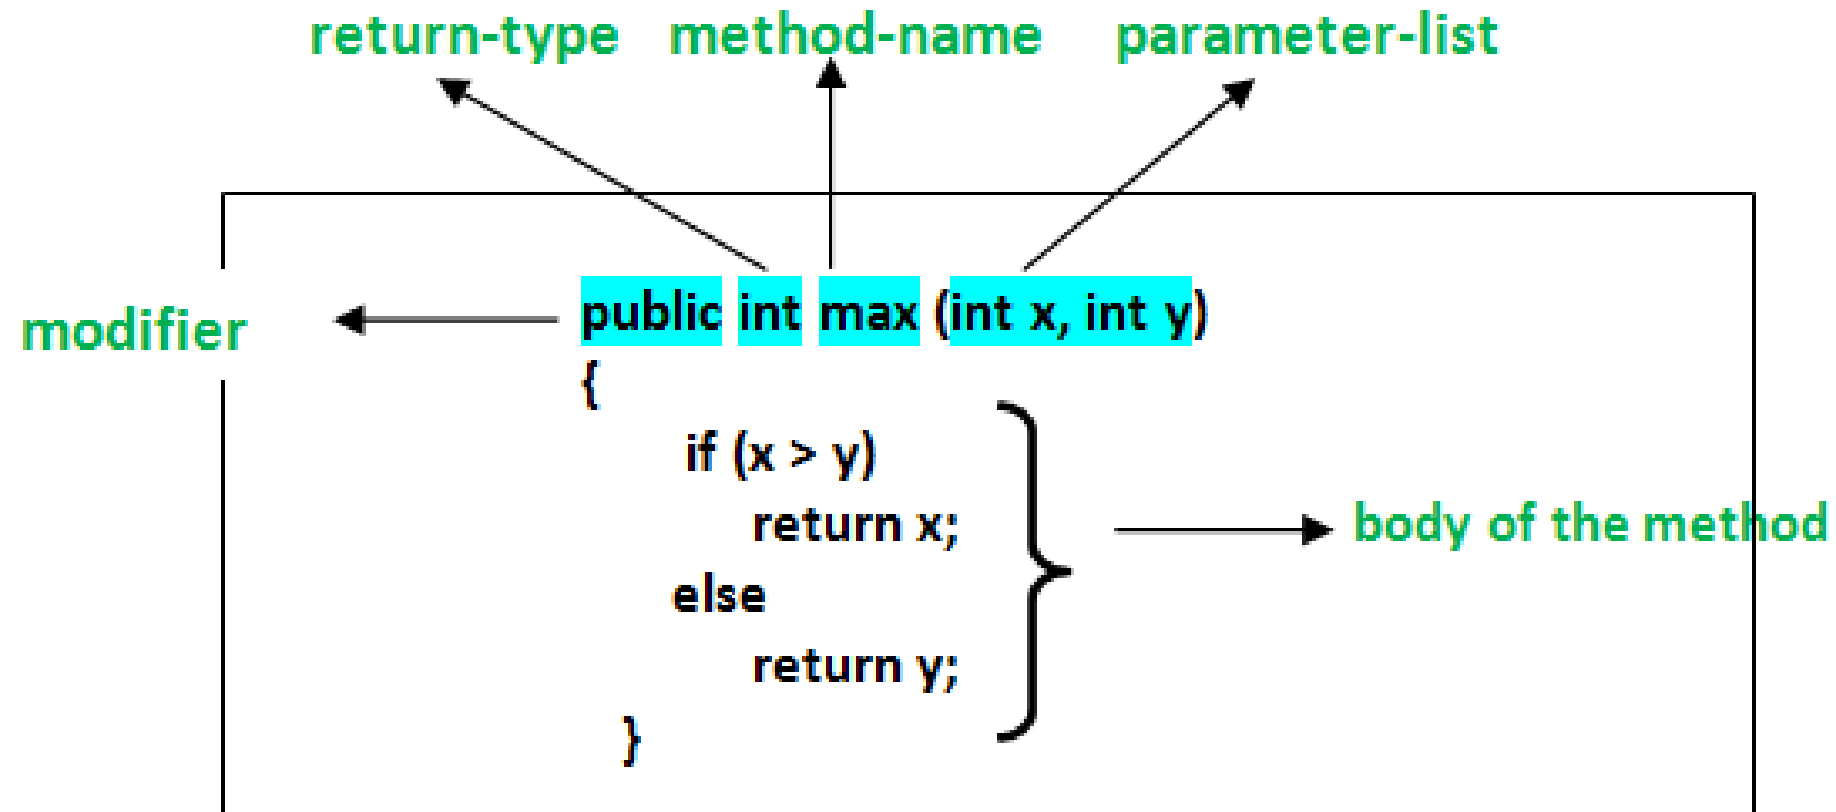 return-type method-name parameter-list
modifier public int max (int x, int y)
{
if (x > y)
return x;
body of the method
else
return y;
}